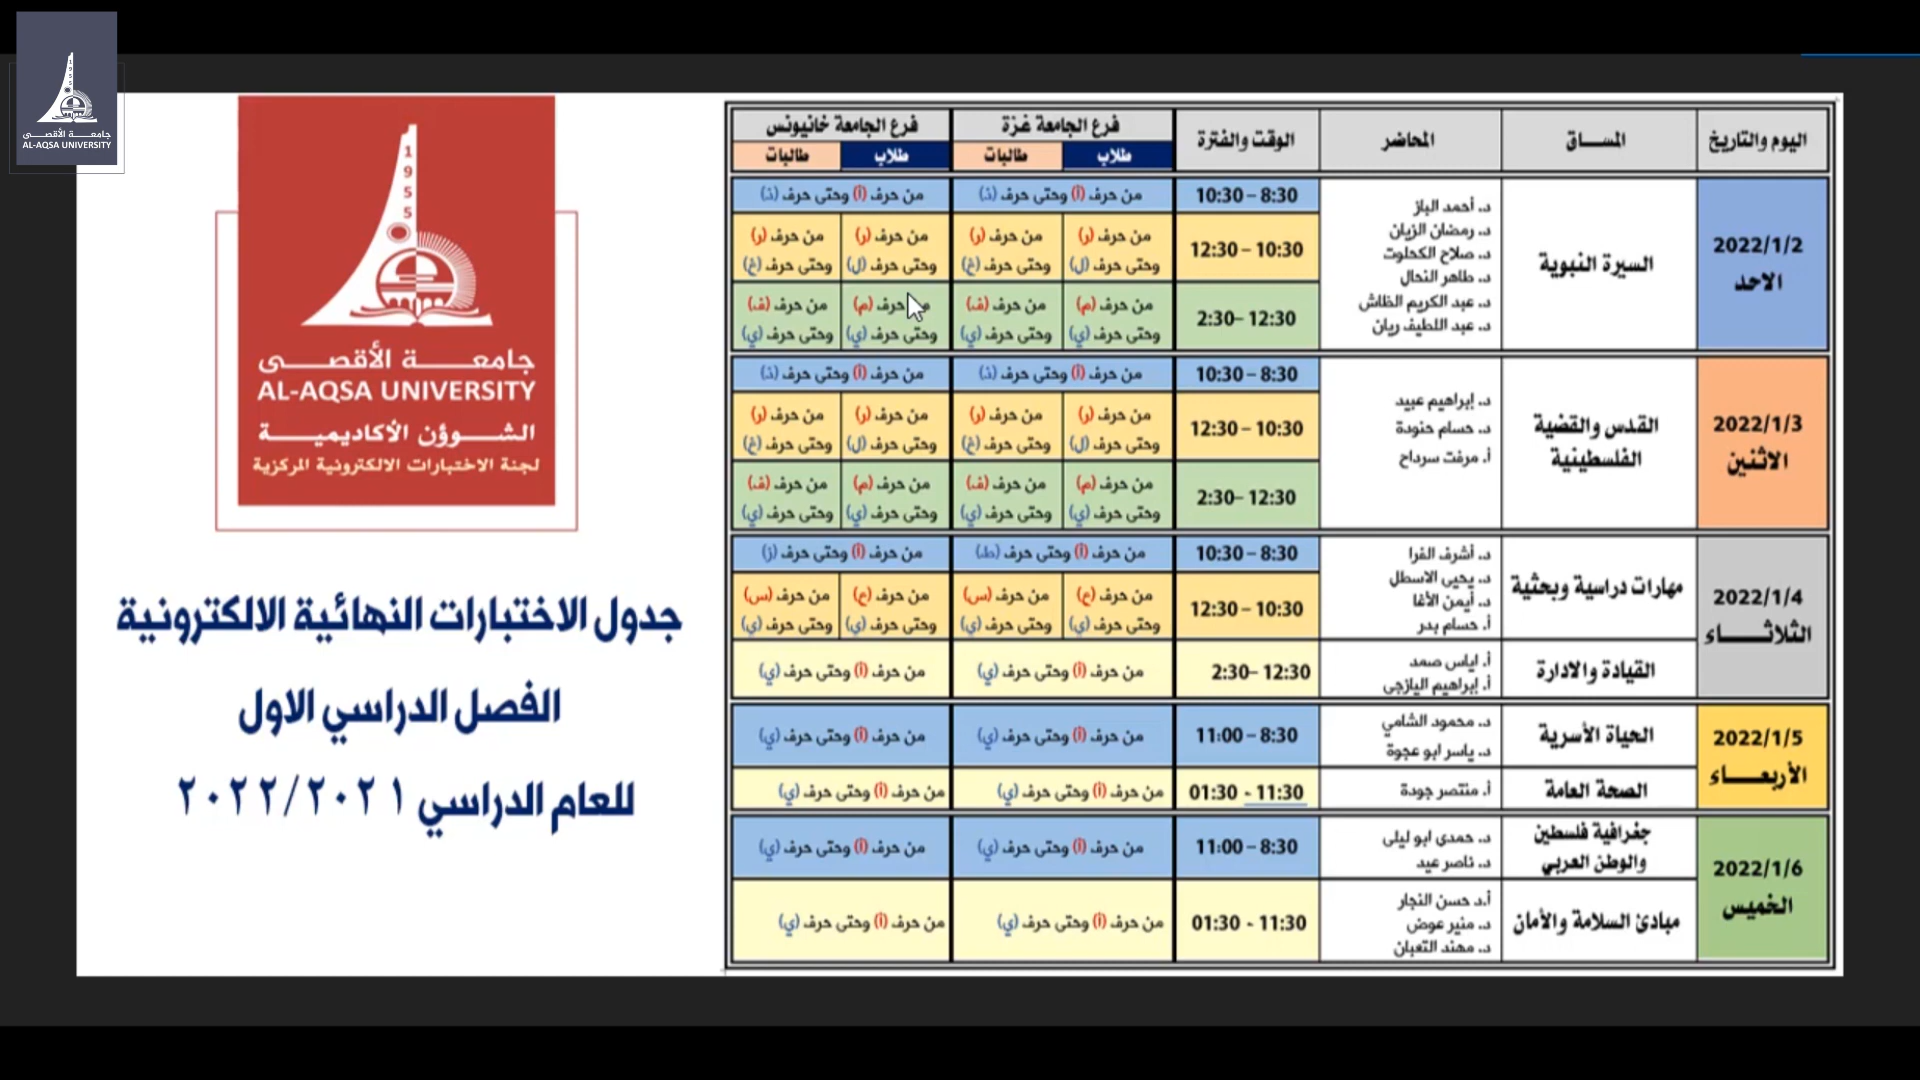 جامعة الأقصى
AL-AQSA UNIVERSITY
1955
جامعة الأقصى
AL-AQSA UNIVERSITY
الشوؤن الأكاديمية
لجنة الاختبارات الالكترونية المركزية
جدول الاختبارات النهائية الالكترونية
الفصل الدراسي الاول
للعام الدراسي ٢٠٢١/٢٠٢٢
اليوم والتاريخ المساق المحاضر الوقت والفترة فرع الجامعة غزة فرع الجامعة خانيونس
طلاب طالبات طلاب طالبات
2022/1/2
الاحد
السيرة النبوية
د. أحمد الباز
د. رمضان الزيان
د. صلاح الكحلوت
د. طاهر النحال
د. عبد الكريم الظاش
د. عبد اللطيف ريان
8:30 – 10:30 من حرف (أ) وحتى حرف (ذ) من حرف (أ) وحتى حرف (ذ)
10:30 – 12:30
من حرف (ر) من حرف (ر) من حرف (ر) من حرف (ر)
وحتى حرف (ل) وحتى حرف (غ) وحتى حرف (ل) وحتى حرف (غ)
12:30 –2:30
من حرف (م) من حرف (ف) حرف (م) من حرف (ف)
وحتى حرف (ي) وحتى حرف (ي) وحتى حرف (ي) وحتى حرف (ي)
2022/1/3
الاثنين
القدس والقضية
الفلسطينية
د. إبراهيم عبيد
د. حسام حنودة
أ. مرفت سرداح
8:30 – 10:30 من حرف (أ) وحتى حرف (ذ) من حرف (أ) وحتى حرف (ذ)
10:30 – 12:30
من حرف (ر) من حرف (ر) من حرف (ر) من حرف (ر)
وحتى حرف (ل) وحتى حرف (غ) وحتى حرف (ل) وحتى حرف (غ)
12:30 –2:30
من حرف (م) من حرف (ف) من حرف (م) من حرف (ف)
وحتى حرف (ي) وحتى حرف (ي) وحتى حرف (ي) وحتى حرف (ي)
2022/1/4
الثلاثاء
مهارات دراسية وبحثية
د. أشرف الفرا
د. يحيى الاسطل
د. أيمن الأغا
أ. حسام بدر
8:30 – 10:30 من حرف (أ) وحتى حرف (ط) من حرف (أ) وحتى حرف (ز)
10:30 – 12:30
من حرف (ع) من حرف (س) من حرف (ع) من حرف (س)
وحتى حرف (ي) وحتى حرف (ي) وحتى حرف (ي) وحتى حرف (ي)
القيادة والادارة
أ. اياس صمد
أ. إبراهيم اليازجي
12:30 –2:30 من حرف (أ) وحتى حرف (ي) من حرف (أ) وحتى حرف (ي)
2022/1/5
الأربعاء
الحياة الأسرية
د. محمود الشامي
د. ياسر ابو عجوة
8:30 – 11:00 من حرف (أ) وحتى حرف (ي) من حرف (أ) وحتى حرف (ي)
الصحة العامة أ. منتصر جودة 11:30 - 01:30 من حرف (أ) وحتى حرف (ي) من حرف (أ) وحتى حرف (ي)
2022/1/6
الخميس
جغرافية فلسطين
والوطن العربي
د. حمدي ابو ليلى
د. ناصر عيد
8:30 – 11:00 من حرف (أ) وحتى حرف (ي) من حرف (أ) وحتى حرف (ي)
مبادئ السلامة والأمان
أ.د حسن النجار
د. منير عوض
د. مهند التعبان
11:30 - 01:30 من حرف (أ) وحتى حرف (ي) من حرف (أ) وحتى حرف (ي)